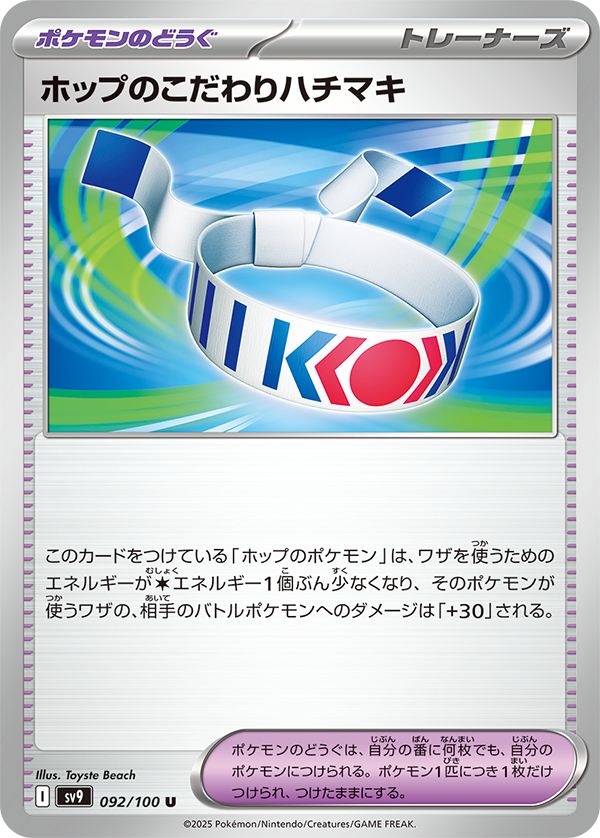 ポケモンのどうぐ
トレーナーズ
ホップのこだわりハチマキ
このカードをつけている「ホップのポケモン」は、ワザを使うための
エネルギーが無色エネルギー1個ぶん少なくなり、そのポケモンが
使うワザの、相手のバトルポケモンへのダメージは「+30」される。
ポケモンのどうぐは、自分の番に何枚でも、自分の
ポケモンにつけられる。ポケモン1匹につき1枚だけ
つけられ、つけたままにする。
Illus. Toyste Beach
I sv9 092/100 U
©2025 Pokémon/Nintendo/Creatures/GAME FREAK.